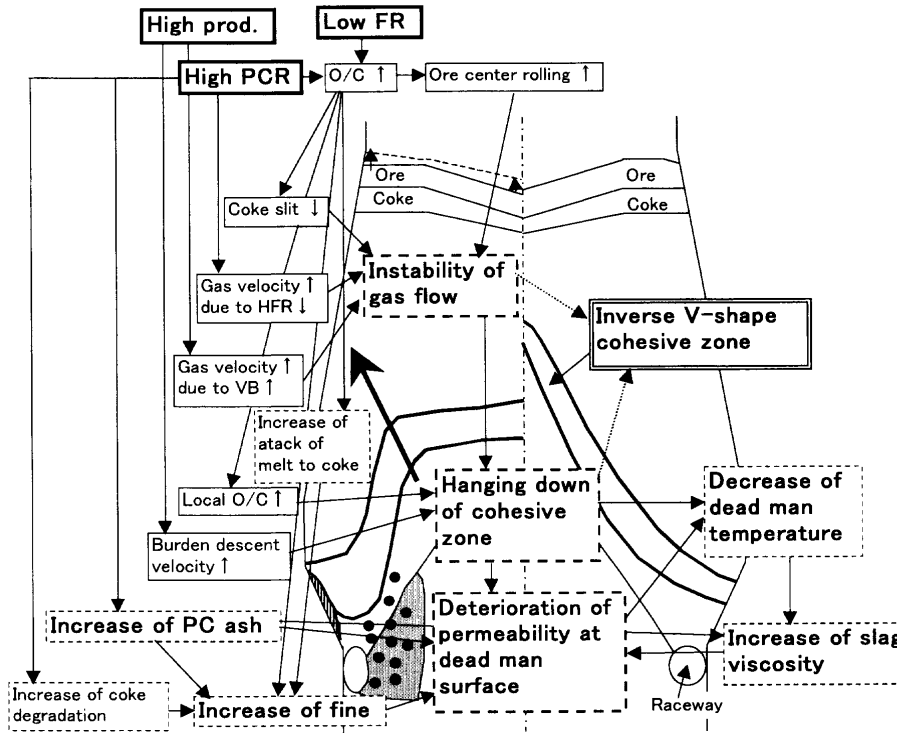 High prod.
Low FR
High PCR
O/C ↑
Ore center rolling ↑
Ore
Coke
Ore
Coke
Coke slit ↓
Instability of
gas flow
Gas velocity ↑
due to HFR ↓
Inverse V-shape
cohesive zone
Gas velocity ↑
due to VB ↑
Increase of
atack of
melt to coke
Local O/C ↑
Hanging down
of cohesive
zone
Decrease of
dead man
temperature
Burden descent
velocity ↑
Increase of PC ash
Deterioration of
permeability at
dead man
surface
Increase of slag
viscosity
Increase of coke
degradation
Increase of fine
Raceway